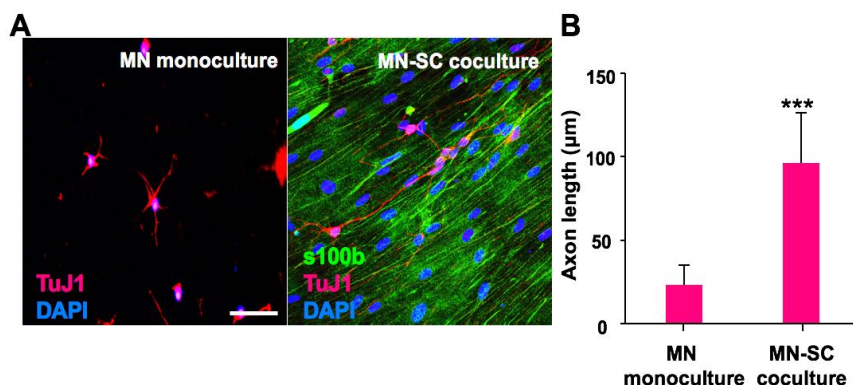 A
MN monoculture
TuJ1
DAPI
MN-SC coculture
s100b
TuJ1
DAPI
B
Axon length (µm)
150
100
50
0
***
MN
monoculture
MN-SC
coculture